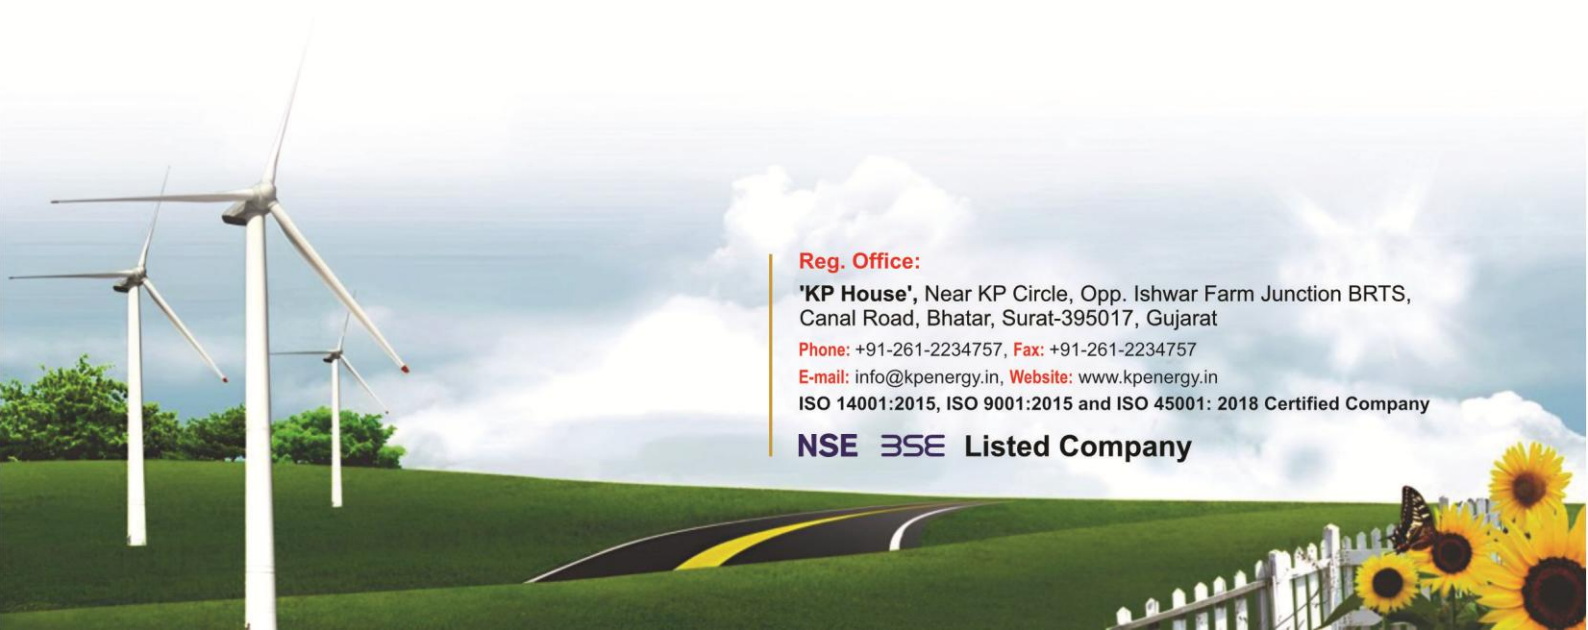 Reg. Office:
'KP House', Near KP Circle, Opp. Ishwar Farm Junction BRTS,
Canal Road, Bhatar, Surat-395017, Gujarat
Phone: +91-261-2234757, Fax: +91-261-2234757
E-mail: info@kpenergy.in, Website: www.kpenergy.in
ISO 14001:2015, ISO 9001:2015 and ISO 45001: 2018 Certified Company
NSE BSE Listed Company